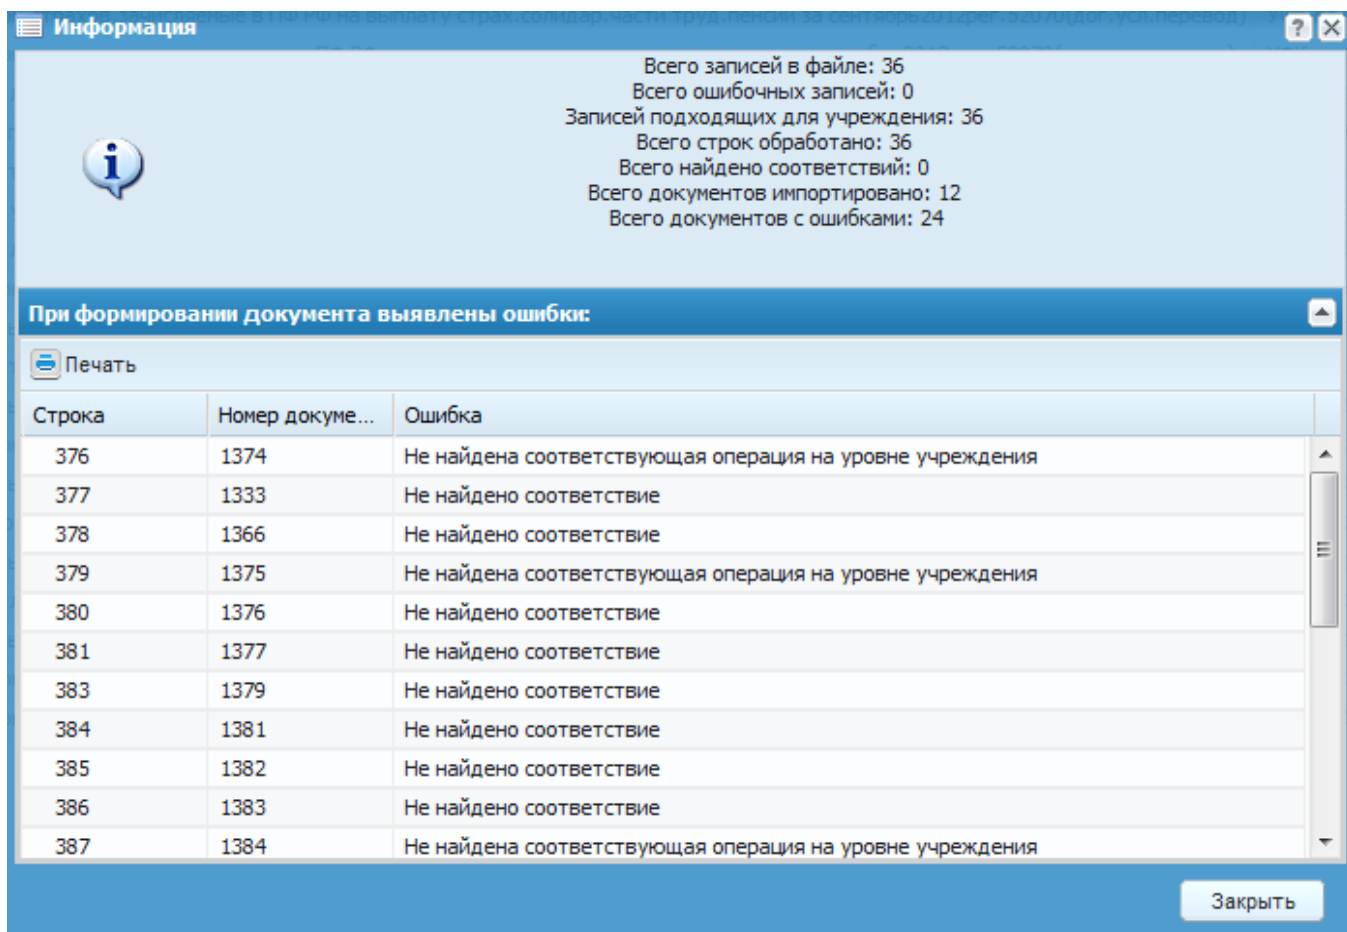 Информация
Всего записей в файле: 36
Всего ошибочных записей: 0
Записей подходящих для учреждения: 36
Всего строк обработано: 36
Всего найдено соответствий: 0
Всего документов импортировано: 12
Всего документов с ошибками: 24
При формировании документа выявлены ошибки:
Печать
Строка Номер докуме... Ошибка
376 1374 Не найдена соответствующая операция на уровне учреждения
377 1333 Не найдено соответствие
378 1366 Не найдено соответствие
379 1375 Не найдена соответствующая операция на уровне учреждения
380 1376 Не найдено соответствие
381 1377 Не найдено соответствие
383 1379 Не найдено соответствие
384 1381 Не найдено соответствие
385 1382 Не найдено соответствие
386 1383 Не найдено соответствие
387 1384 Не найдена соответствующая операция на уровне учреждения
Закрыть